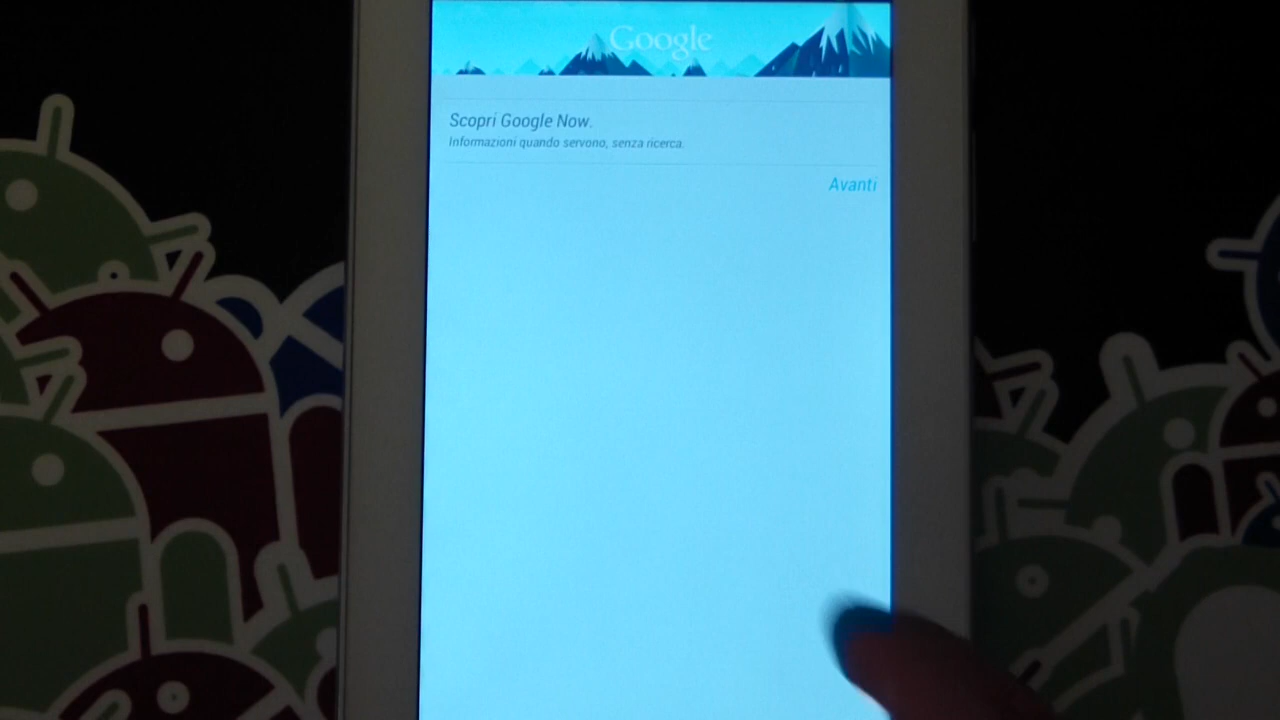 Google
Scopri Google Now.
Informazioni quando servono, senza ricerca.
Avanti